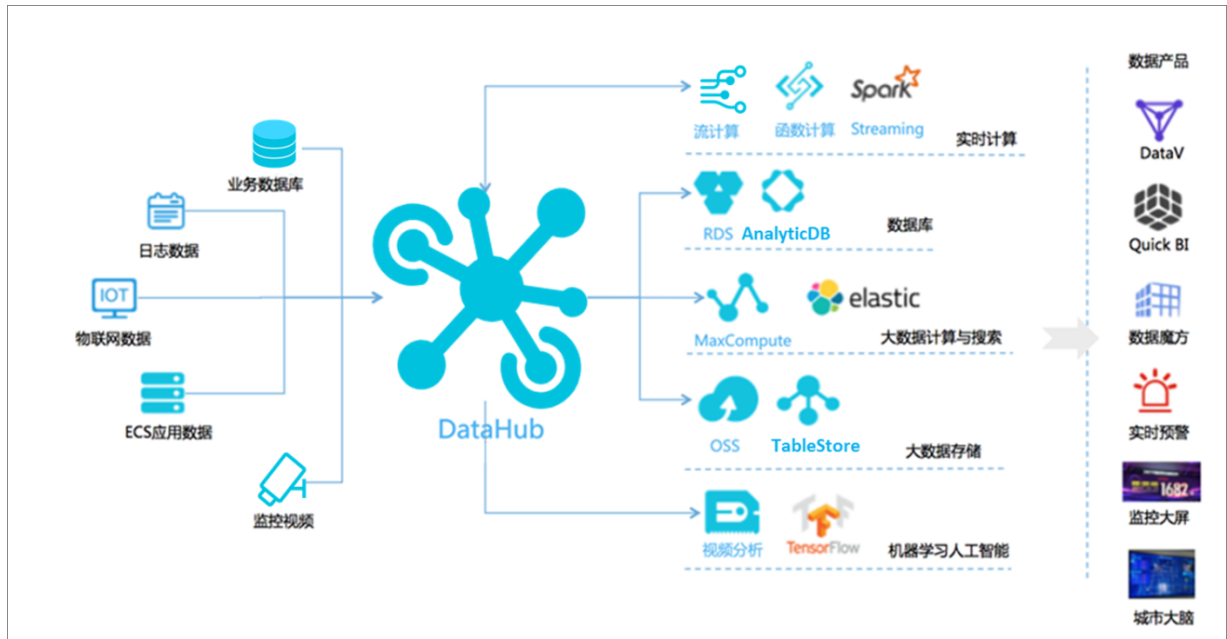 业务数据库
日志数据
IOT
物联网数据
ECS应用数据
监控视频
DataHub
流计算
函数计算
Spark
Streaming
实时计算
RDS
AnalyticDB
数据库
MaxCompute
elastic
大数据计算与搜索
OSS
TableStore
大数据存储
视频分析
TensorFlow
机器学习人工智能
数据产品
DataV
Quick BI
数据魔方
实时预警
1682
监控大屏
城市大脑